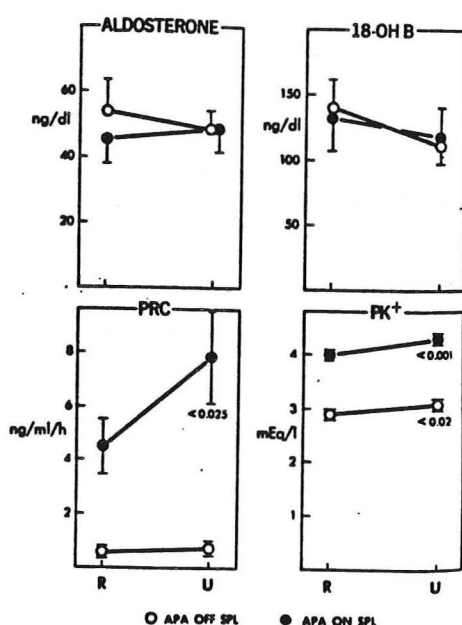 ALDOSTERONE
60
ng/dl
40
20
18-OH B
150
ng/dl
100
50
PRC
8
6
ng/ml/h
4
2
<0.025
R U
PK+
4
<0.001
3
mEq/l
<0.02
2
1
R U
○ APA OFF SPL ● APA ON SPL